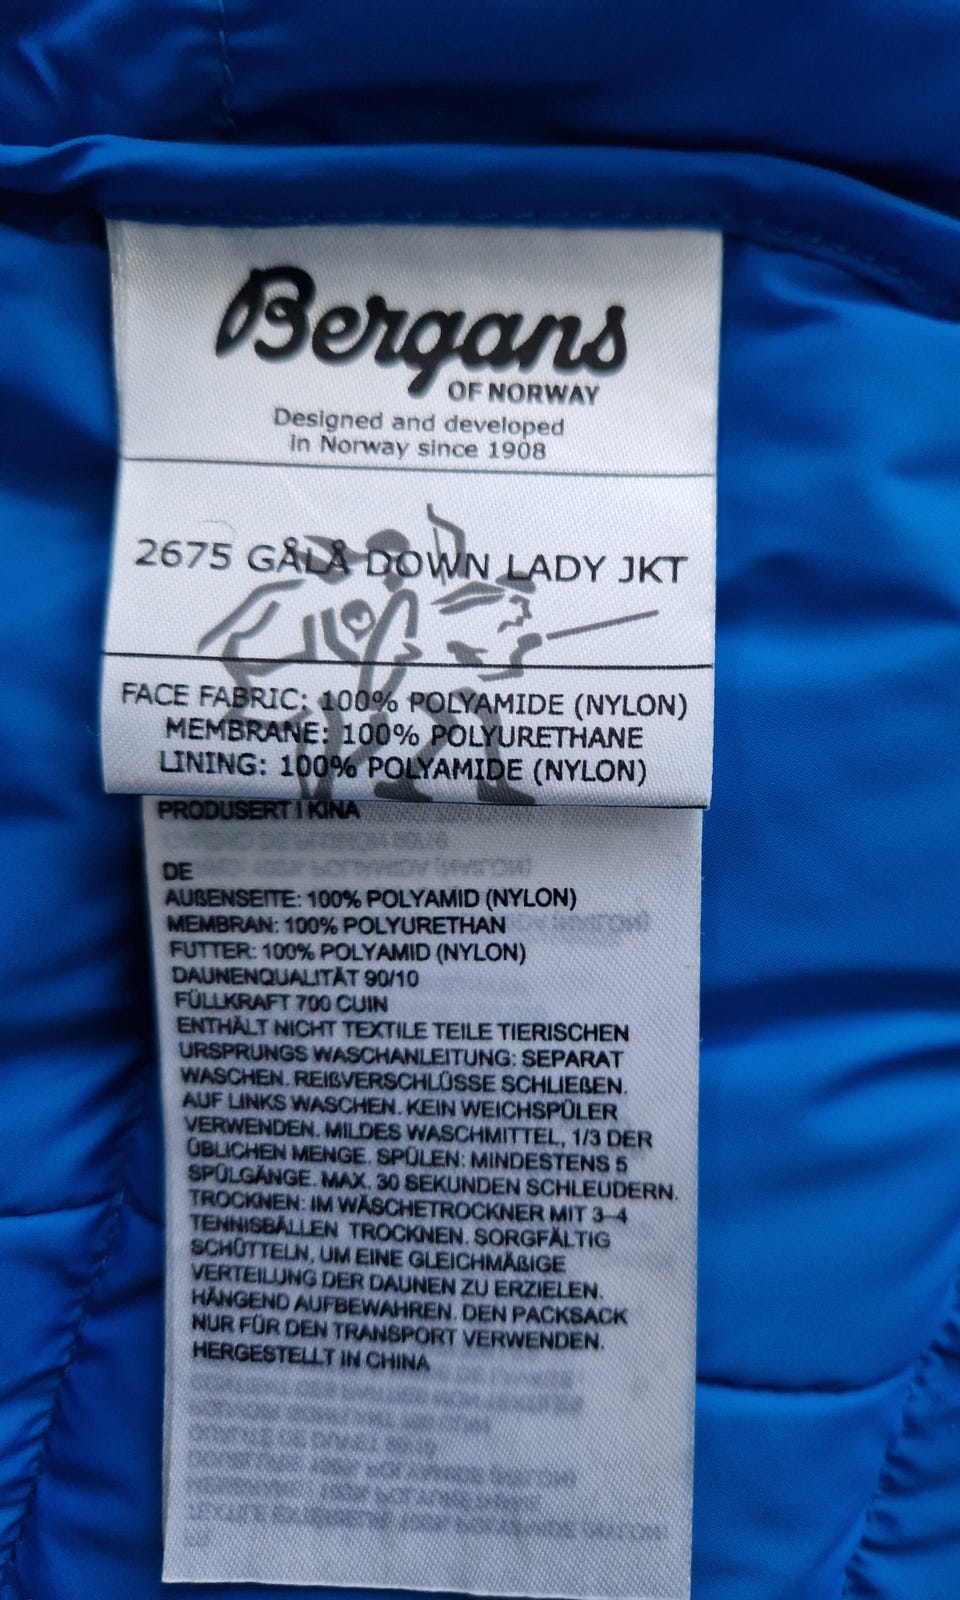 Bergans
OF NORWAY
Designed and developed
in Norway since 1908
2675 GÅLÅ DOWN LADY JKT
FACE FABRIC: 100% POLYAMIDE (NYLON)
MEMBRANE: 100% POLYURETHANE
LINING: 100% POLYAMIDE (NYLON)
PRODUSERT I KINA
DE
AUßENSEITE: 100% POLYAMID (NYLON)
MEMBRAN: 100% POLYURETHAN
FUTTER: 100% POLYAMID (NYLON)
DAUNENQUALITÄT 90/10
FÜLLKRAFT 700 CUIN
ENTHÄLT NICHT TEXTILE TEILE TIERISCHEN
URSPRUNGS WASCHANLEITUNG: SEPARAT
WASCHEN. REIßVERSCHLÜSSE SCHLIEßEN.
AUF LINKS WASCHEN. KEIN WEICHSPÜLER
VERWENDEN. MILDES WASCHMITTEL, 1/3 DER
ÜBLICHEN MENGE. SPÜLEN: MINDESTENS 5
SPÜLGÄNGE. MAX. 30 SEKUNDEN SCHLEUDERN.
TROCKNEN: IM WÄSCHETROCKNER MIT 3-4
TENNISBÄLLEN TROCKNEN. SORGFÄLTIG
SCHÜTTELN, UM EINE GLEICHMÄßIGE
VERTEILUNG DER DAUNEN ZU ERZIELEN.
HÄNGEND AUFBEWAHREN. DEN PACKSACK
NUR FÜR DEN TRANSPORT VERWENDEN.
HERGESTELLT IN CHINA